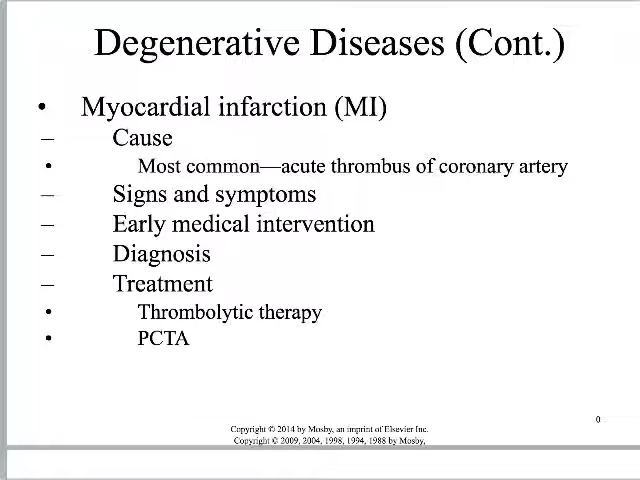 Degenerative Diseases (Cont.)
• Myocardial infarction (MI)
– Cause
• Most common—acute thrombus of coronary artery
– Signs and symptoms
– Early medical intervention
– Diagnosis
– Treatment
• Thrombolytic therapy
• PCTA
0
Copyright © 2014 by Mosby, an imprint of Elsevier Inc.
Copyright © 2009, 2004, 1998, 1994, 1988 by Mosby,